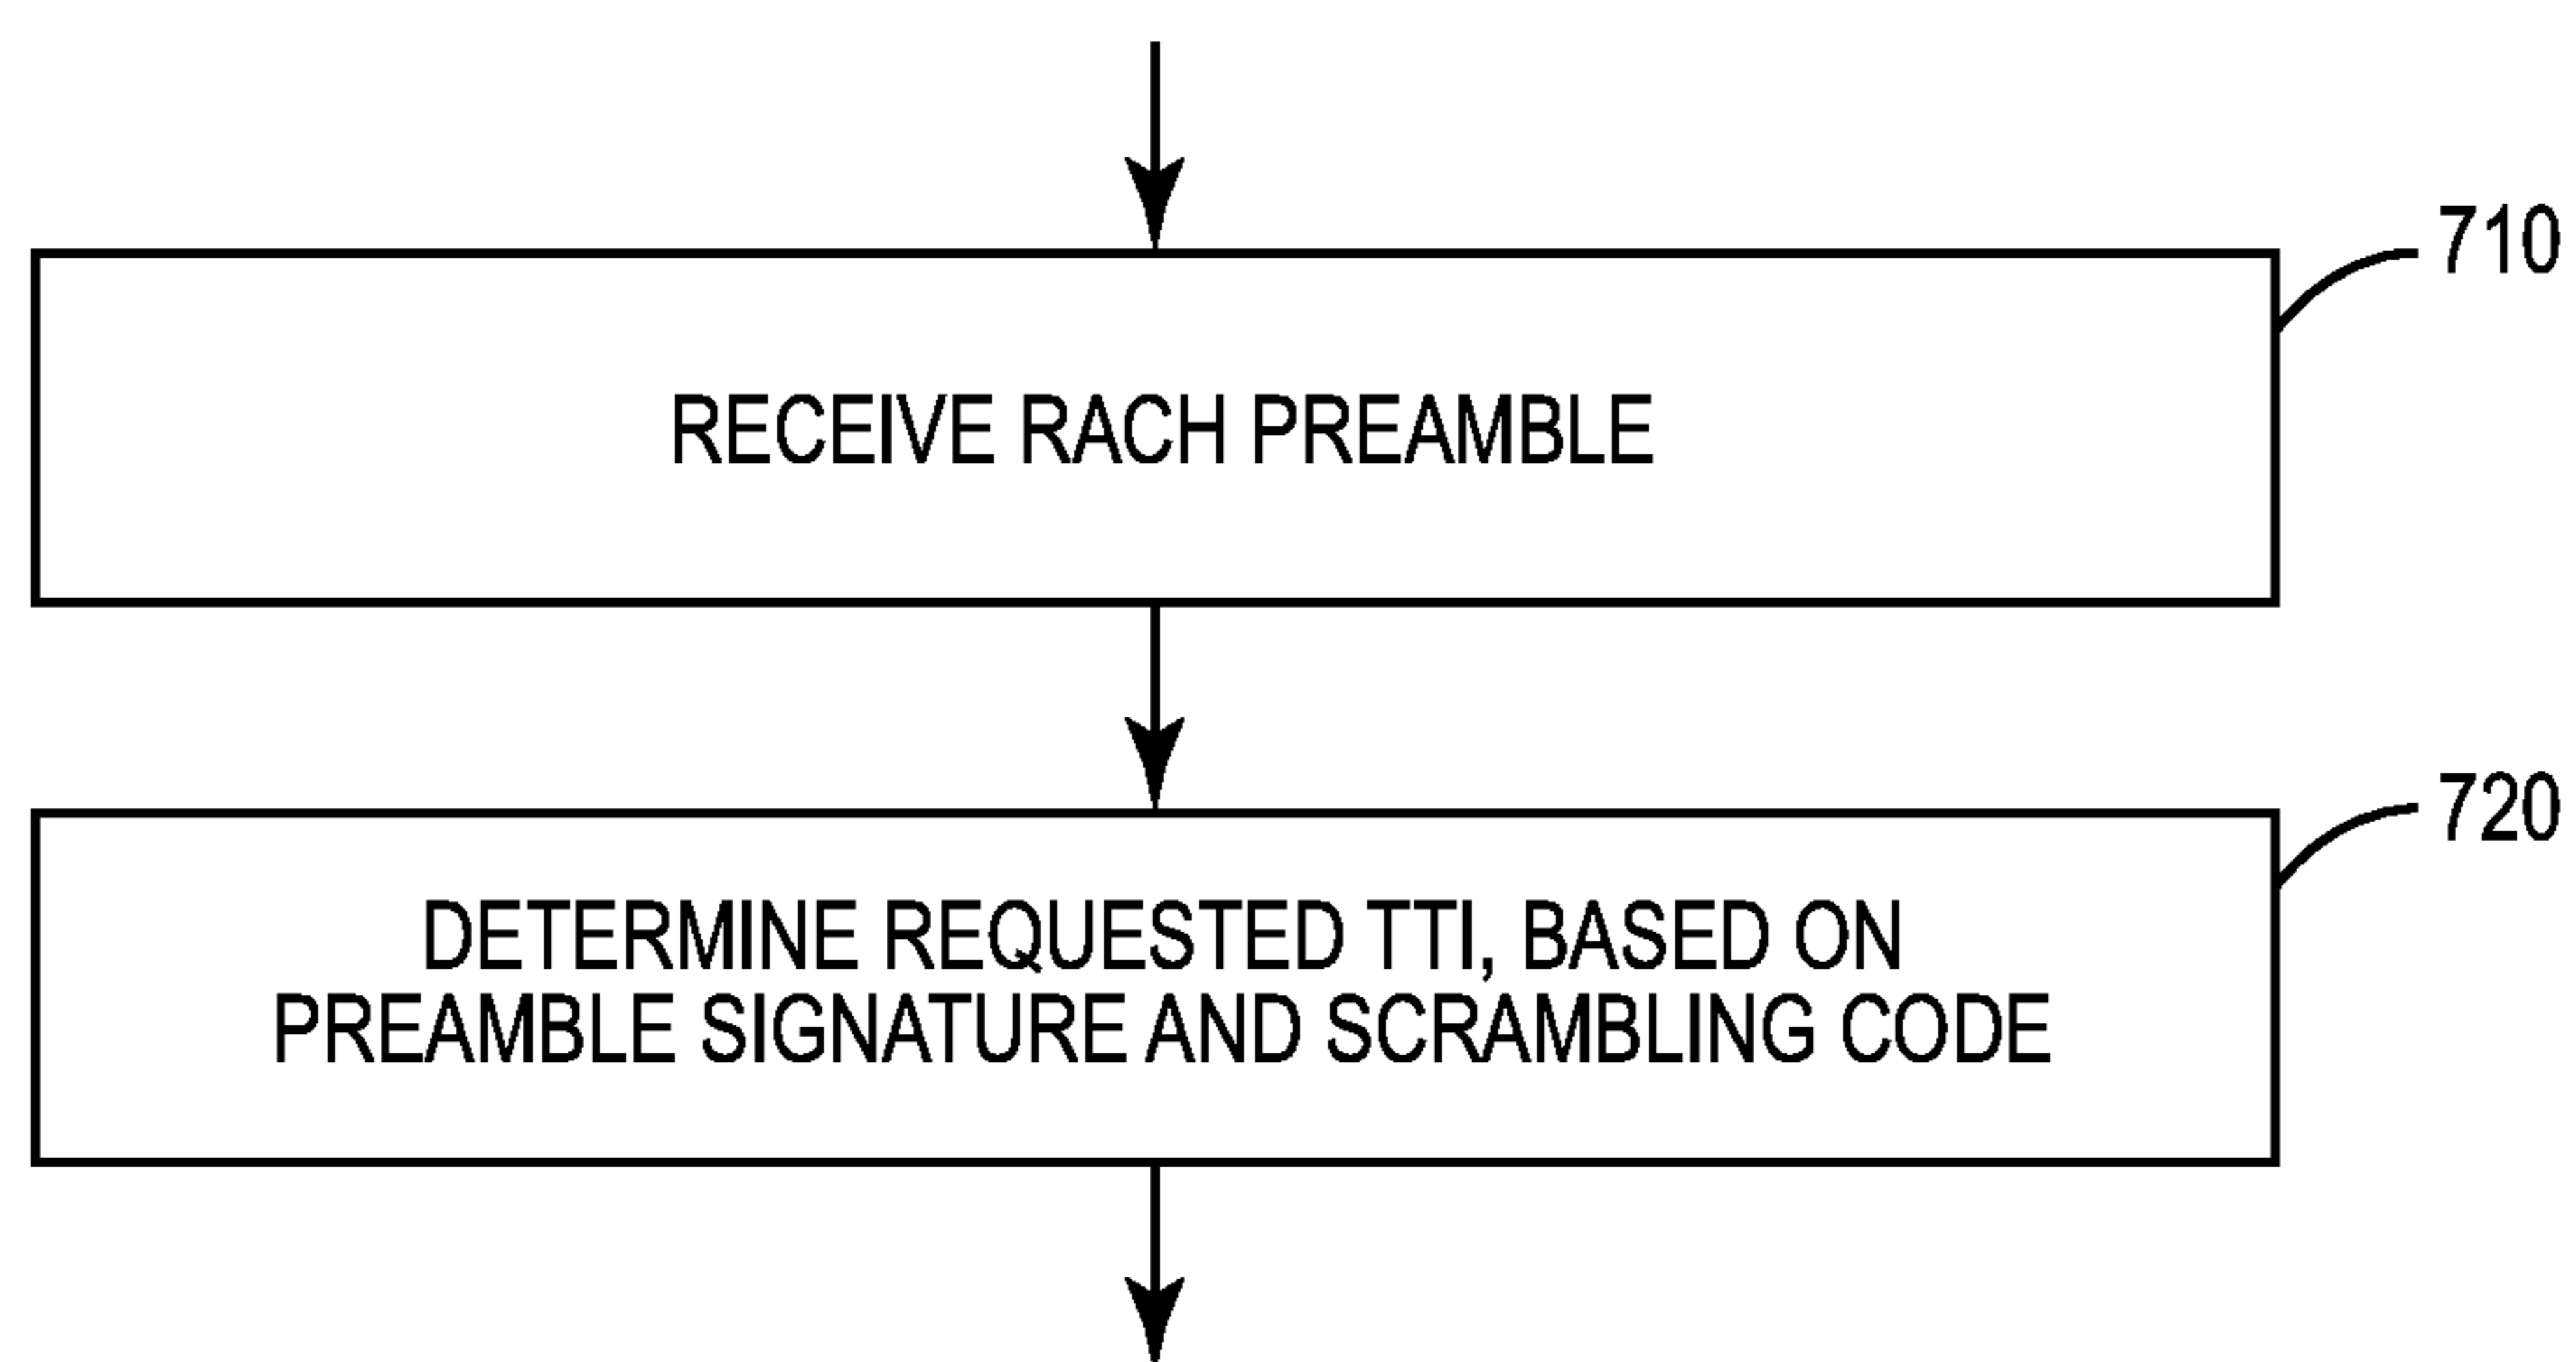 710
RECEIVE RACH PREAMBLE
720
DETERMINE REQUESTED TTI, BASED ON
PREAMBLE SIGNATURE AND SCRAMBLING CODE